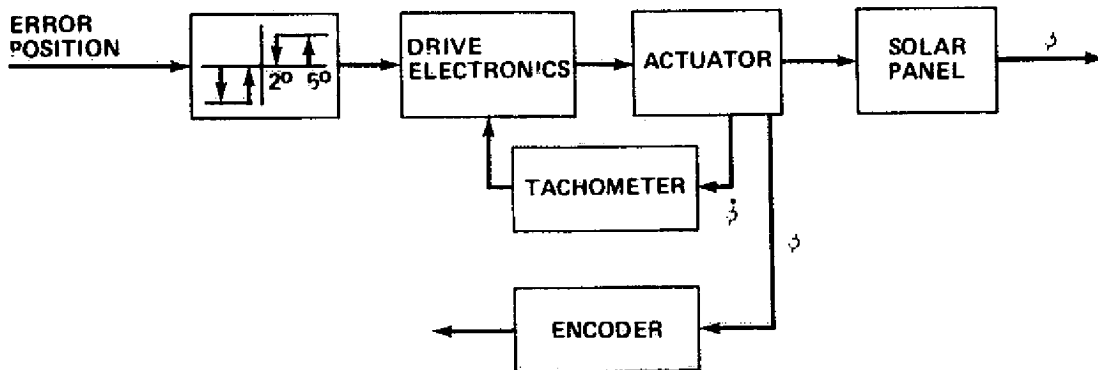 ERROR
POSITION
2° 5°
DRIVE
ELECTRONICS
ACTUATOR
SOLAR
PANEL
TACHOMETER
ENCODER